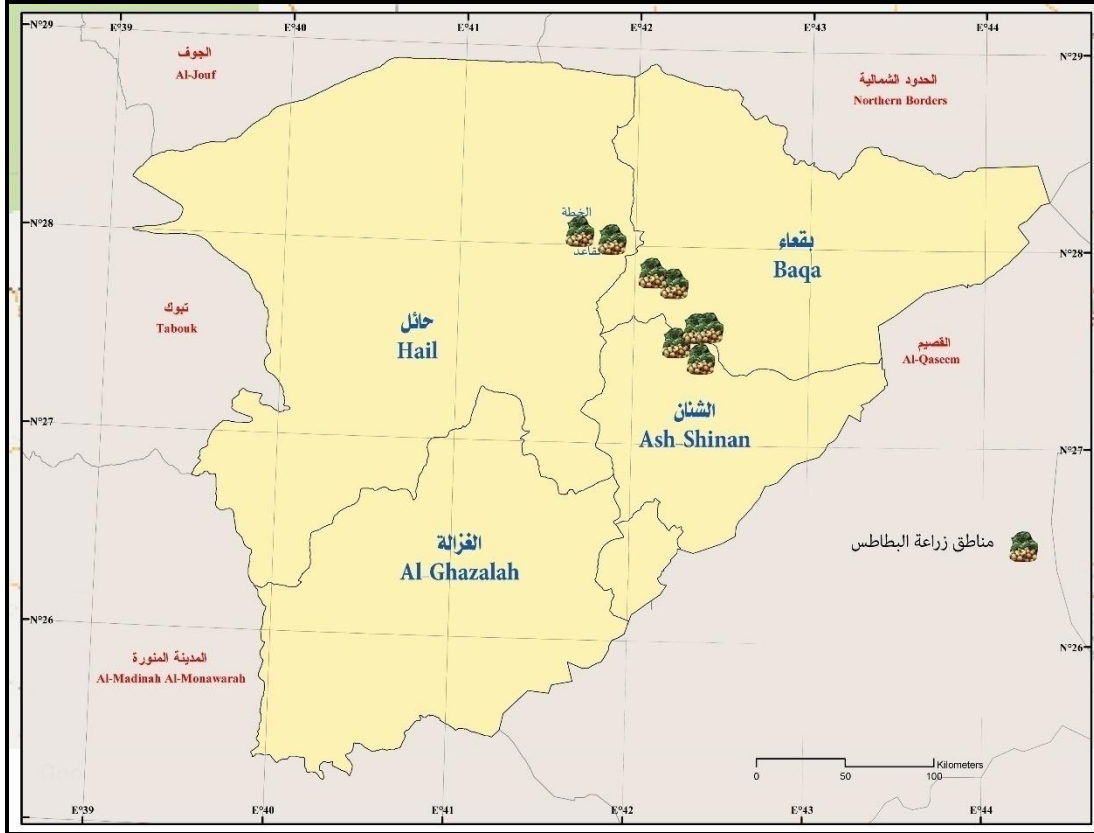 E°39 E°40 E°41 E°42 E°43 E°44
N°29
N°29
الجوف
Al-Jouf
الحدود الشمالية
Northern Borders
N°28
N°28
الخطة
قاعد
بقعاء
Baqa
تبوك
Tabouk
حائل
Hail
القصيم
Al-Qaseem
N°27
N°27
الشنان
Ash Shinan
الغزالة
Al Ghazalah
مناطق زراعة البطاطس
N°26
N°26
المدينة المنورة
Al-Madinah Al-Monawarah
Kilometers
0 50 100
E°39 E°40 E°41 E°42 E°43 E°44